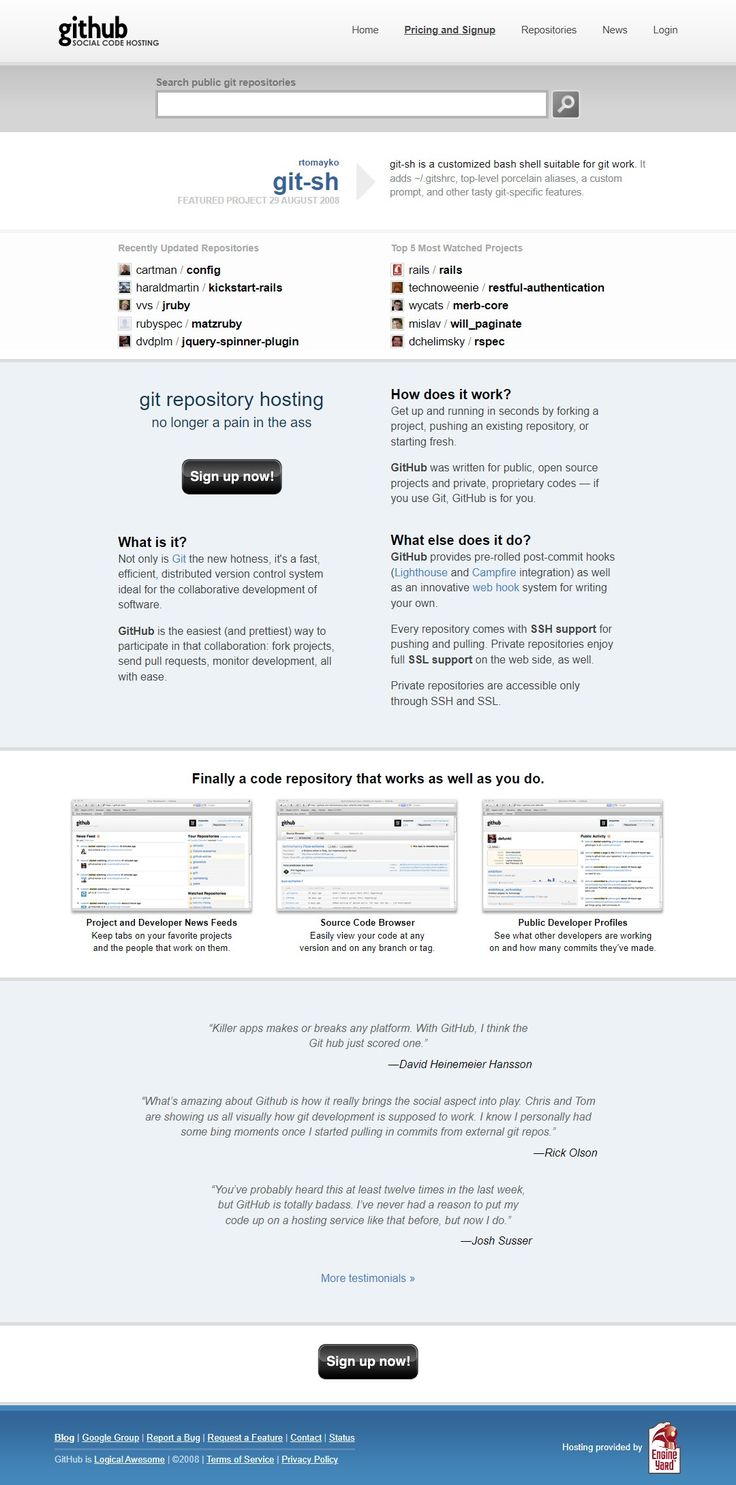 github
SOCIAL CODE HOSTING
Home Pricing and Signup Repositories News Login
Search public git repositories
rtomayko
git-sh
FEATURED PROJECT 29 AUGUST 2008
git-sh is a customized bash shell suitable for git work. It
adds ~/.gitshrc, top-level porcelain aliases, a custom
prompt, and other tasty git-specific features.
Recently Updated Repositories
cartman / config
haraldmartin / kickstart-rails
vvs / jruby
rubyspec / matzruby
dvdplm / jquery-spinner-plugin
Top 5 Most Watched Projects
rails / rails
technoweenie / restful-authentication
wycats / merb-core
mislav / will_paginate
dchelimsky / rspec
git repository hosting
no longer a pain in the ass
Sign up now!
What is it?
Not only is Git the new hotness, it's a fast,
efficient, distributed version control system
ideal for the collaborative development of
software.
GitHub is the easiest (and prettiest) way to
participate in that collaboration: fork projects,
send pull requests, monitor development, all
with ease.
How does it work?
Get up and running in seconds by forking a
project, pushing an existing repository, or
starting fresh.
GitHub was written for public, open source
projects and private, proprietary codes — if
you use Git, GitHub is for you.
What else does it do?
GitHub provides pre-rolled post-commit hooks
(Lighthouse and Campfire integration) as well
as an innovative web hook system for writing
your own.
Every repository comes with SSH support for
pushing and pulling. Private repositories enjoy
full SSL support on the web side, as well.
Private repositories are accessible only
through SSH and SSL.
Finally a code repository that works as well as you do.
github
News Feed
Your Repositories
Watched Repositories
Project and Developer News Feeds
Keep tabs on your favorite projects
and the people that work on them.
github
Source Code Browser
Easily view your code at any
version and on any branch or tag.
github
defunkt
Public Activity
Public Developer Profiles
See what other developers are working
on and how many commits they've made.
“Killer apps makes or breaks any platform. With GitHub, I think the
Git hub just scored one.”
—David Heinemeier Hansson
“What’s amazing about Github is how it really brings the social aspect into play. Chris and Tom
are showing us all visually how git development is supposed to work. I know I personally had
some bing moments once I started pulling in commits from external git repos.”
—Rick Olson
“You’ve probably heard this at least twelve times in the last week,
but GitHub is totally badass. I’ve never had a reason to put my
code up on a hosting service like that before, but now I do.”
—Josh Susser
More testimonials »
Sign up now!
Blog | Google Group | Report a Bug | Request a Feature | Contact | Status
GitHub is Logical Awesome | ©2008 | Terms of Service | Privacy Policy
Hosting provided by
Engine
Yard